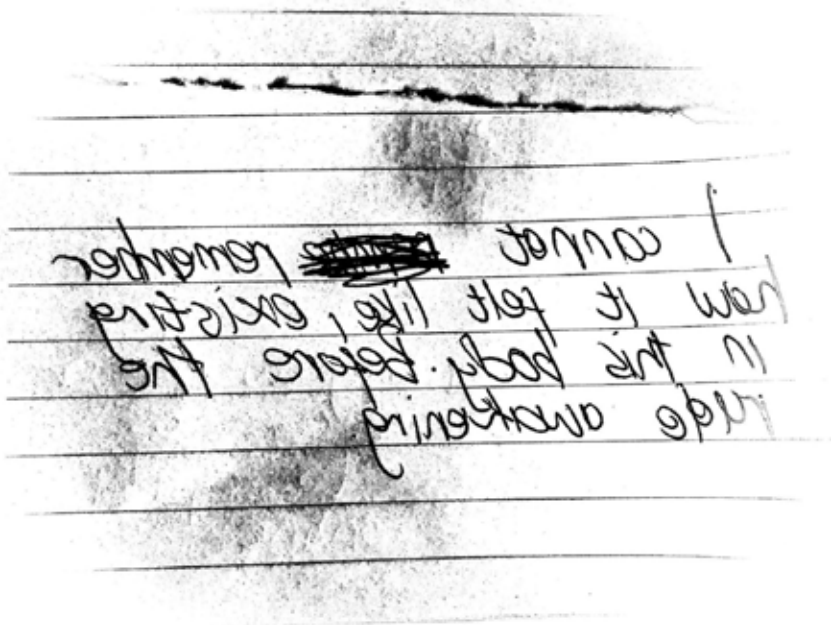 I cannot remember
how it felt like, existing
in this body. before the
rude awakening